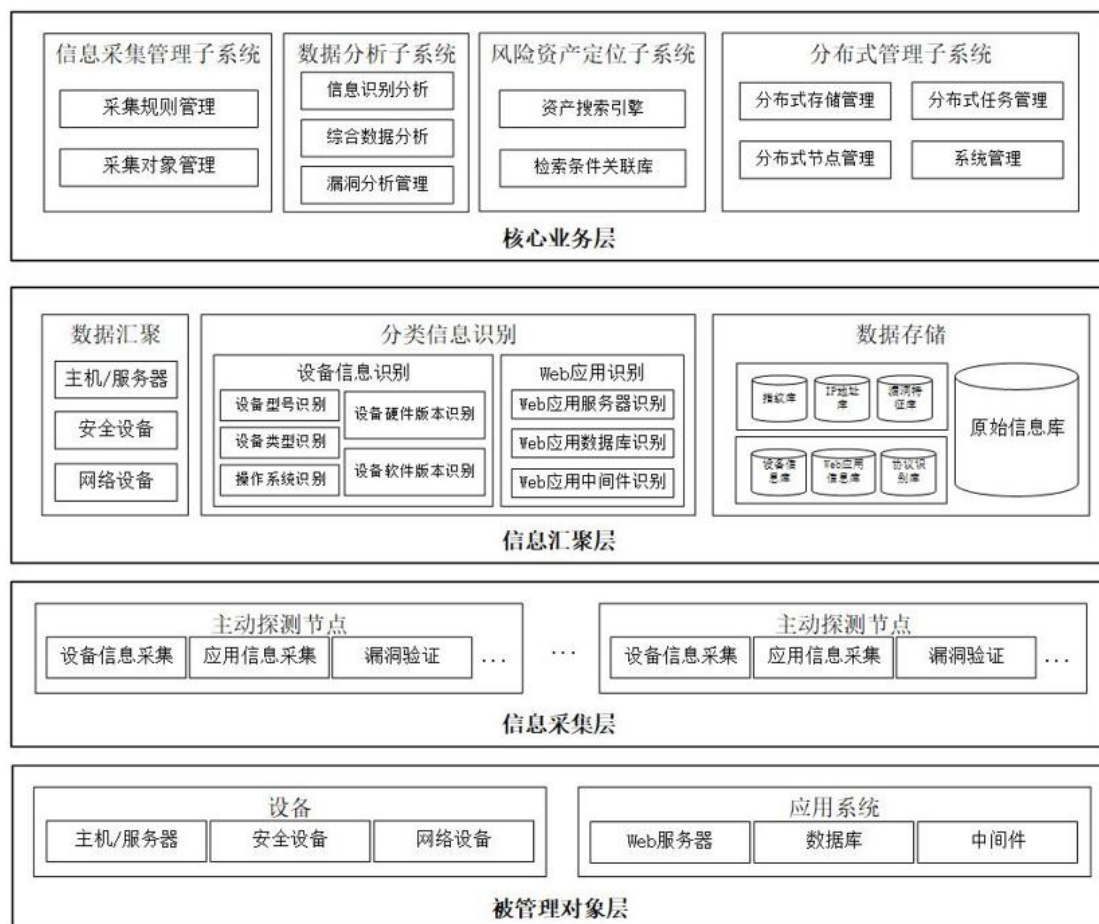 信息采集管理子系统
采集规则管理
采集对象管理
数据分析子系统
信息识别分析
综合数据分析
漏洞分析管理
风险资产定位子系统
资产搜索引擎
检索条件关联库
分布式管理子系统
分布式存储管理
分布式任务管理
分布式节点管理
系统管理
核心业务层
数据汇聚
主机/服务器
安全设备
网络设备
分类信息识别
设备信息识别
设备型号识别
设备类型识别
操作系统识别
设备硬件版本识别
设备软件版本识别
Web应用识别
Web应用服务器识别
Web应用数据库识别
Web应用中间件识别
数据存储
指纹库
IP地址
库
漏洞特
征库
设备信
息库
Web应用
信息库
协议识
别库
原始信息库
信息汇聚层
主动探测节点
设备信息采集
应用信息采集
漏洞验证
...
...
主动探测节点
设备信息采集
应用信息采集
漏洞验证
...
信息采集层
设备
主机/服务器
安全设备
网络设备
应用系统
Web服务器
数据库
中间件
被管理对象层